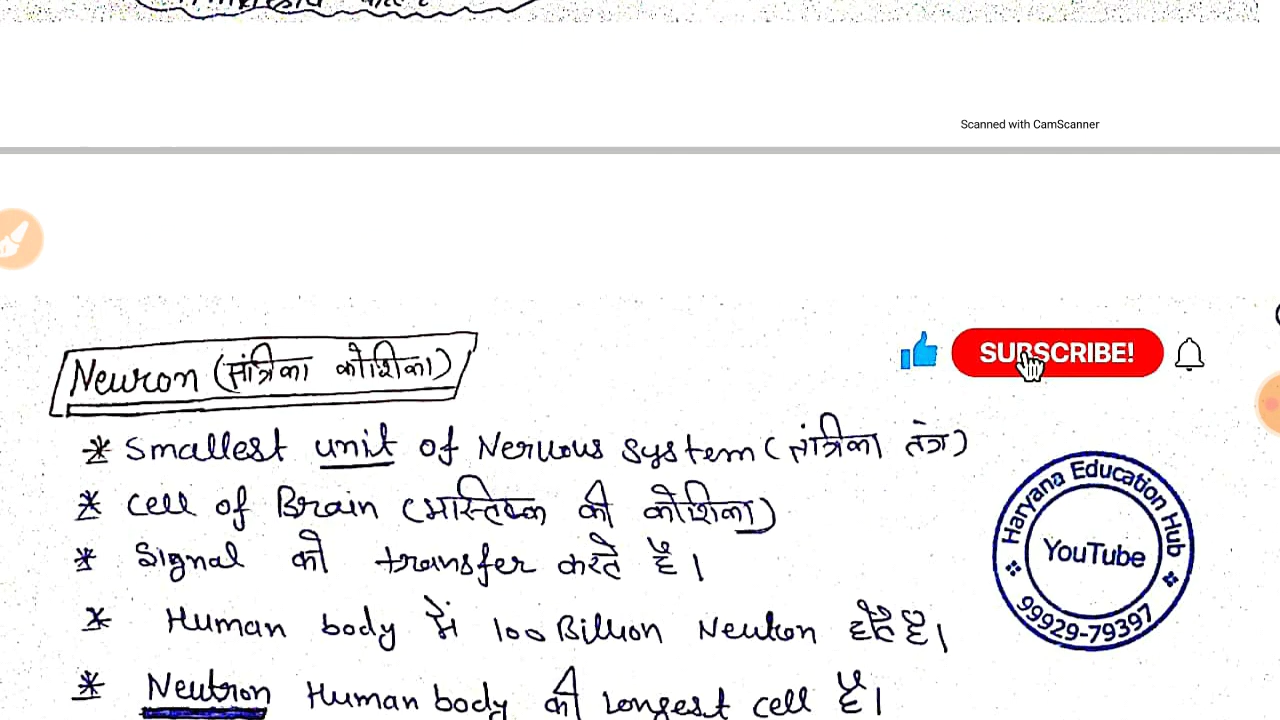 Scanned with CamScanner
Neuron (तंत्रिका कोशिका)
SUBSCRIBE!
* Smallest unit of Nervous system (तंत्रिका तंत्र)
* Cell of Brain (मस्तिष्क की कोशिका)
* Signal को transfer करते है।
* Human body में 100 Billion Neuron होते है।
* Neutron Human body की longest cell है।
Haryana Education Hub
YouTube
99929-79397